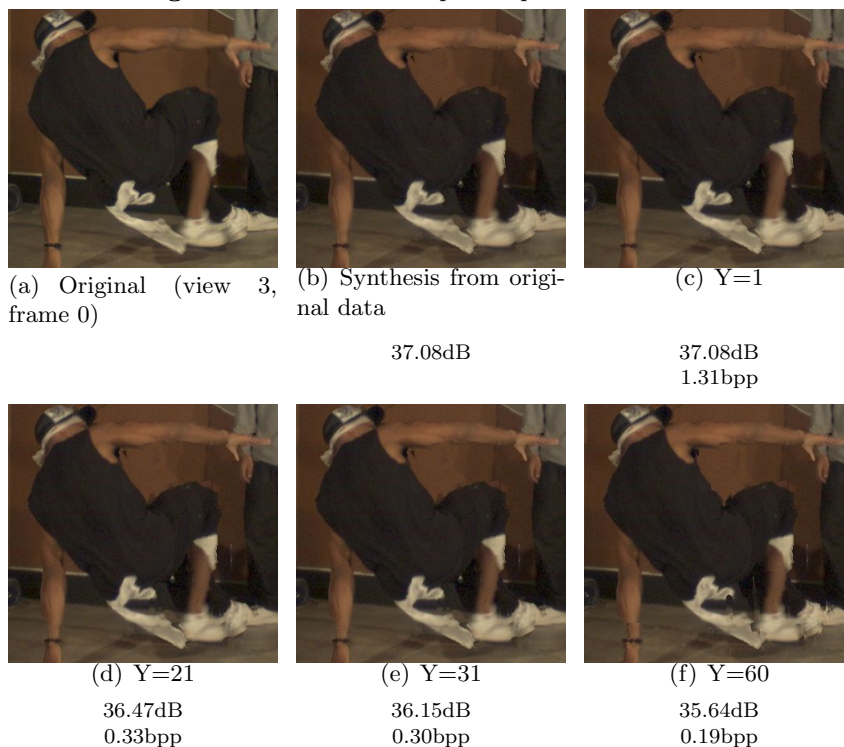 (a) Original (view 3,
frame 0)
(b) Synthesis from origi-
nal data
37.08dB
(c) Y=1
37.08dB
1.31bpp
(d) Y=21
36.47dB
0.33bpp
(e) Y=31
36.15dB
0.30bpp
(f) Y=60
35.64dB
0.19bpp